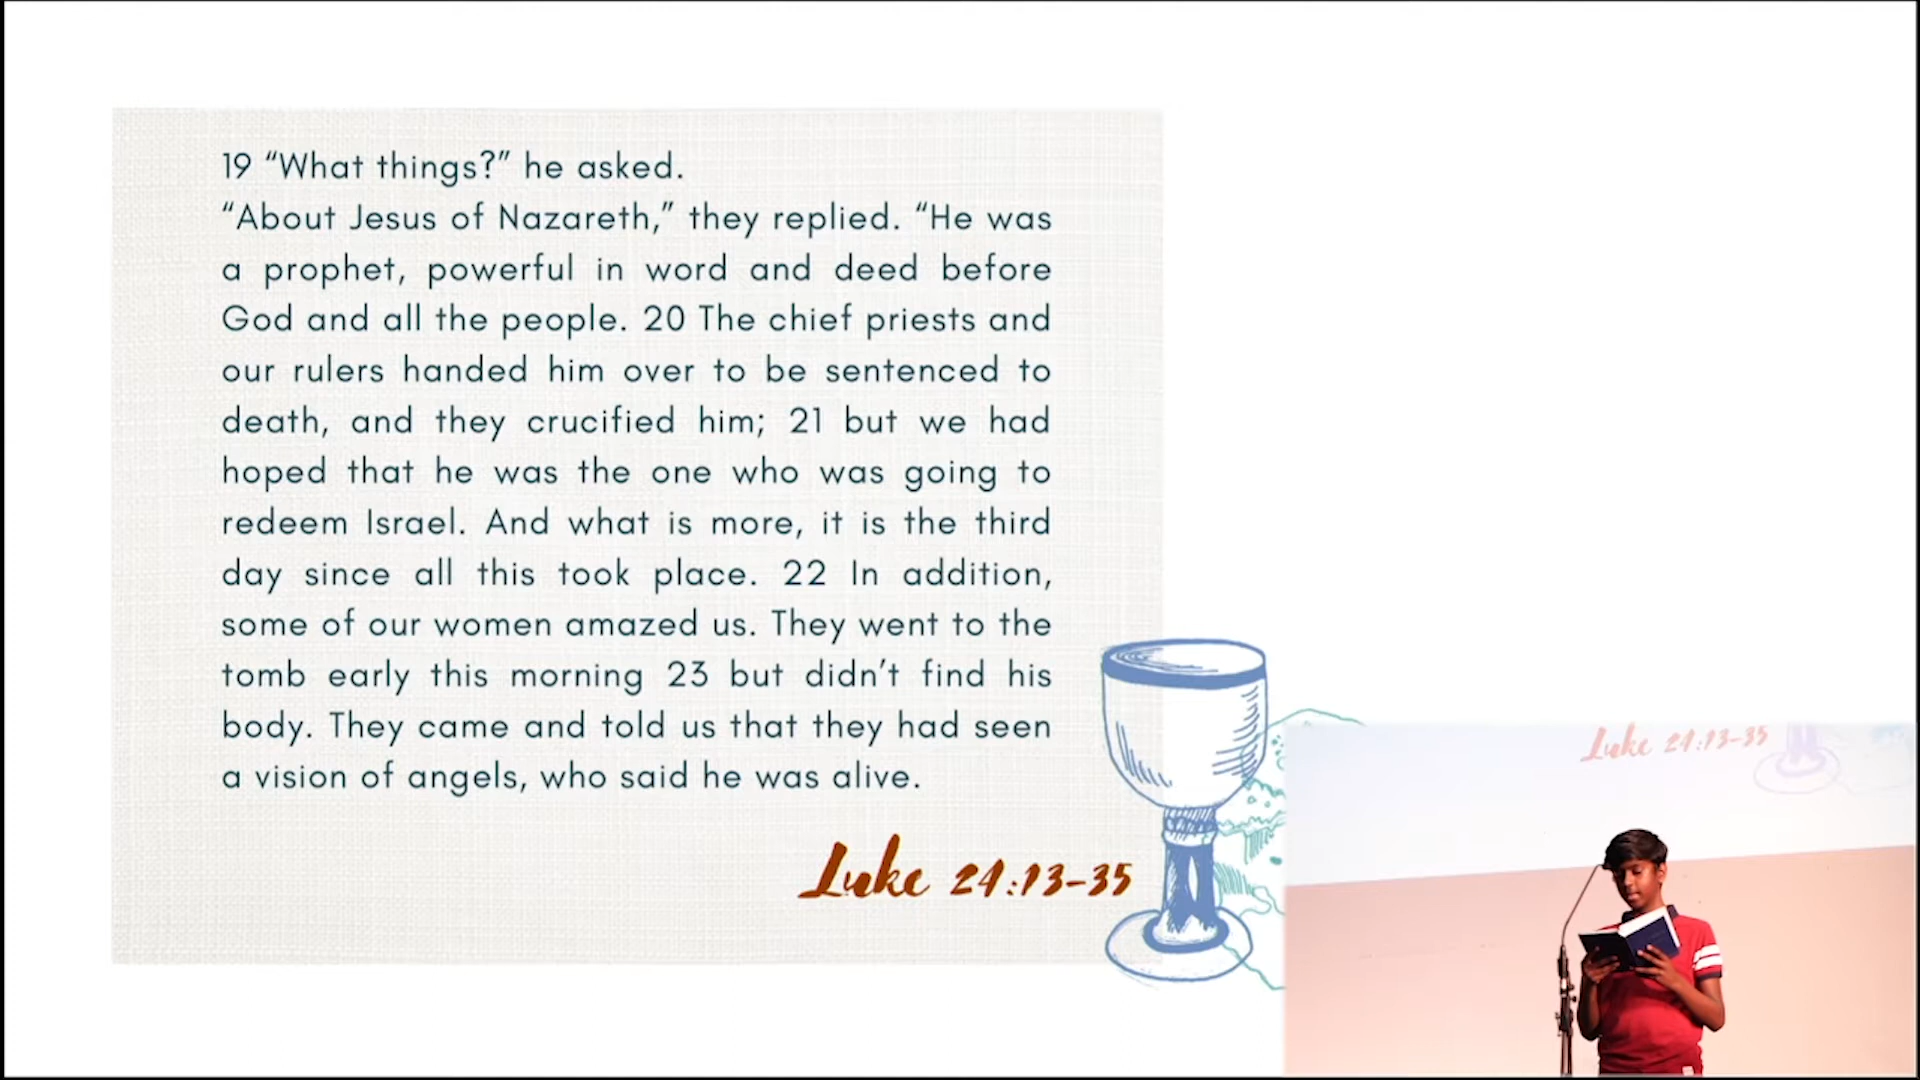 19 “What things?” he asked.
“About Jesus of Nazareth,” they replied. “He was
a prophet, powerful in word and deed before
God and all the people. 20 The chief priests and
our rulers handed him over to be sentenced to
death, and they crucified him; 21 but we had
hoped that he was the one who was going to
redeem Israel. And what is more, it is the third
day since all this took place. 22 In addition,
some of our women amazed us. They went to the
tomb early this morning 23 but didn’t find his
body. They came and told us that they had seen
a vision of angels, who said he was alive.
Luke 24:13-35
Luke 24:13-35